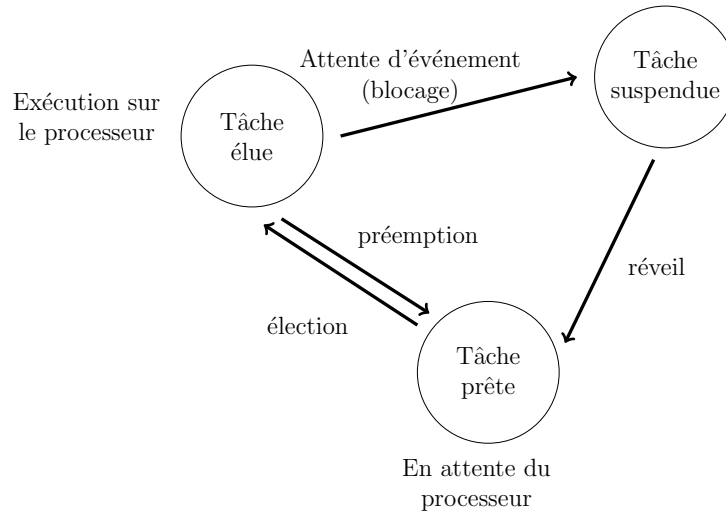 Attente d'événement
(blocage)
Tâche
suspendue
Exécution sur
le processeur
Tâche
élue
préemption
réveil
élection
Tâche
prête
En attente du
processeur